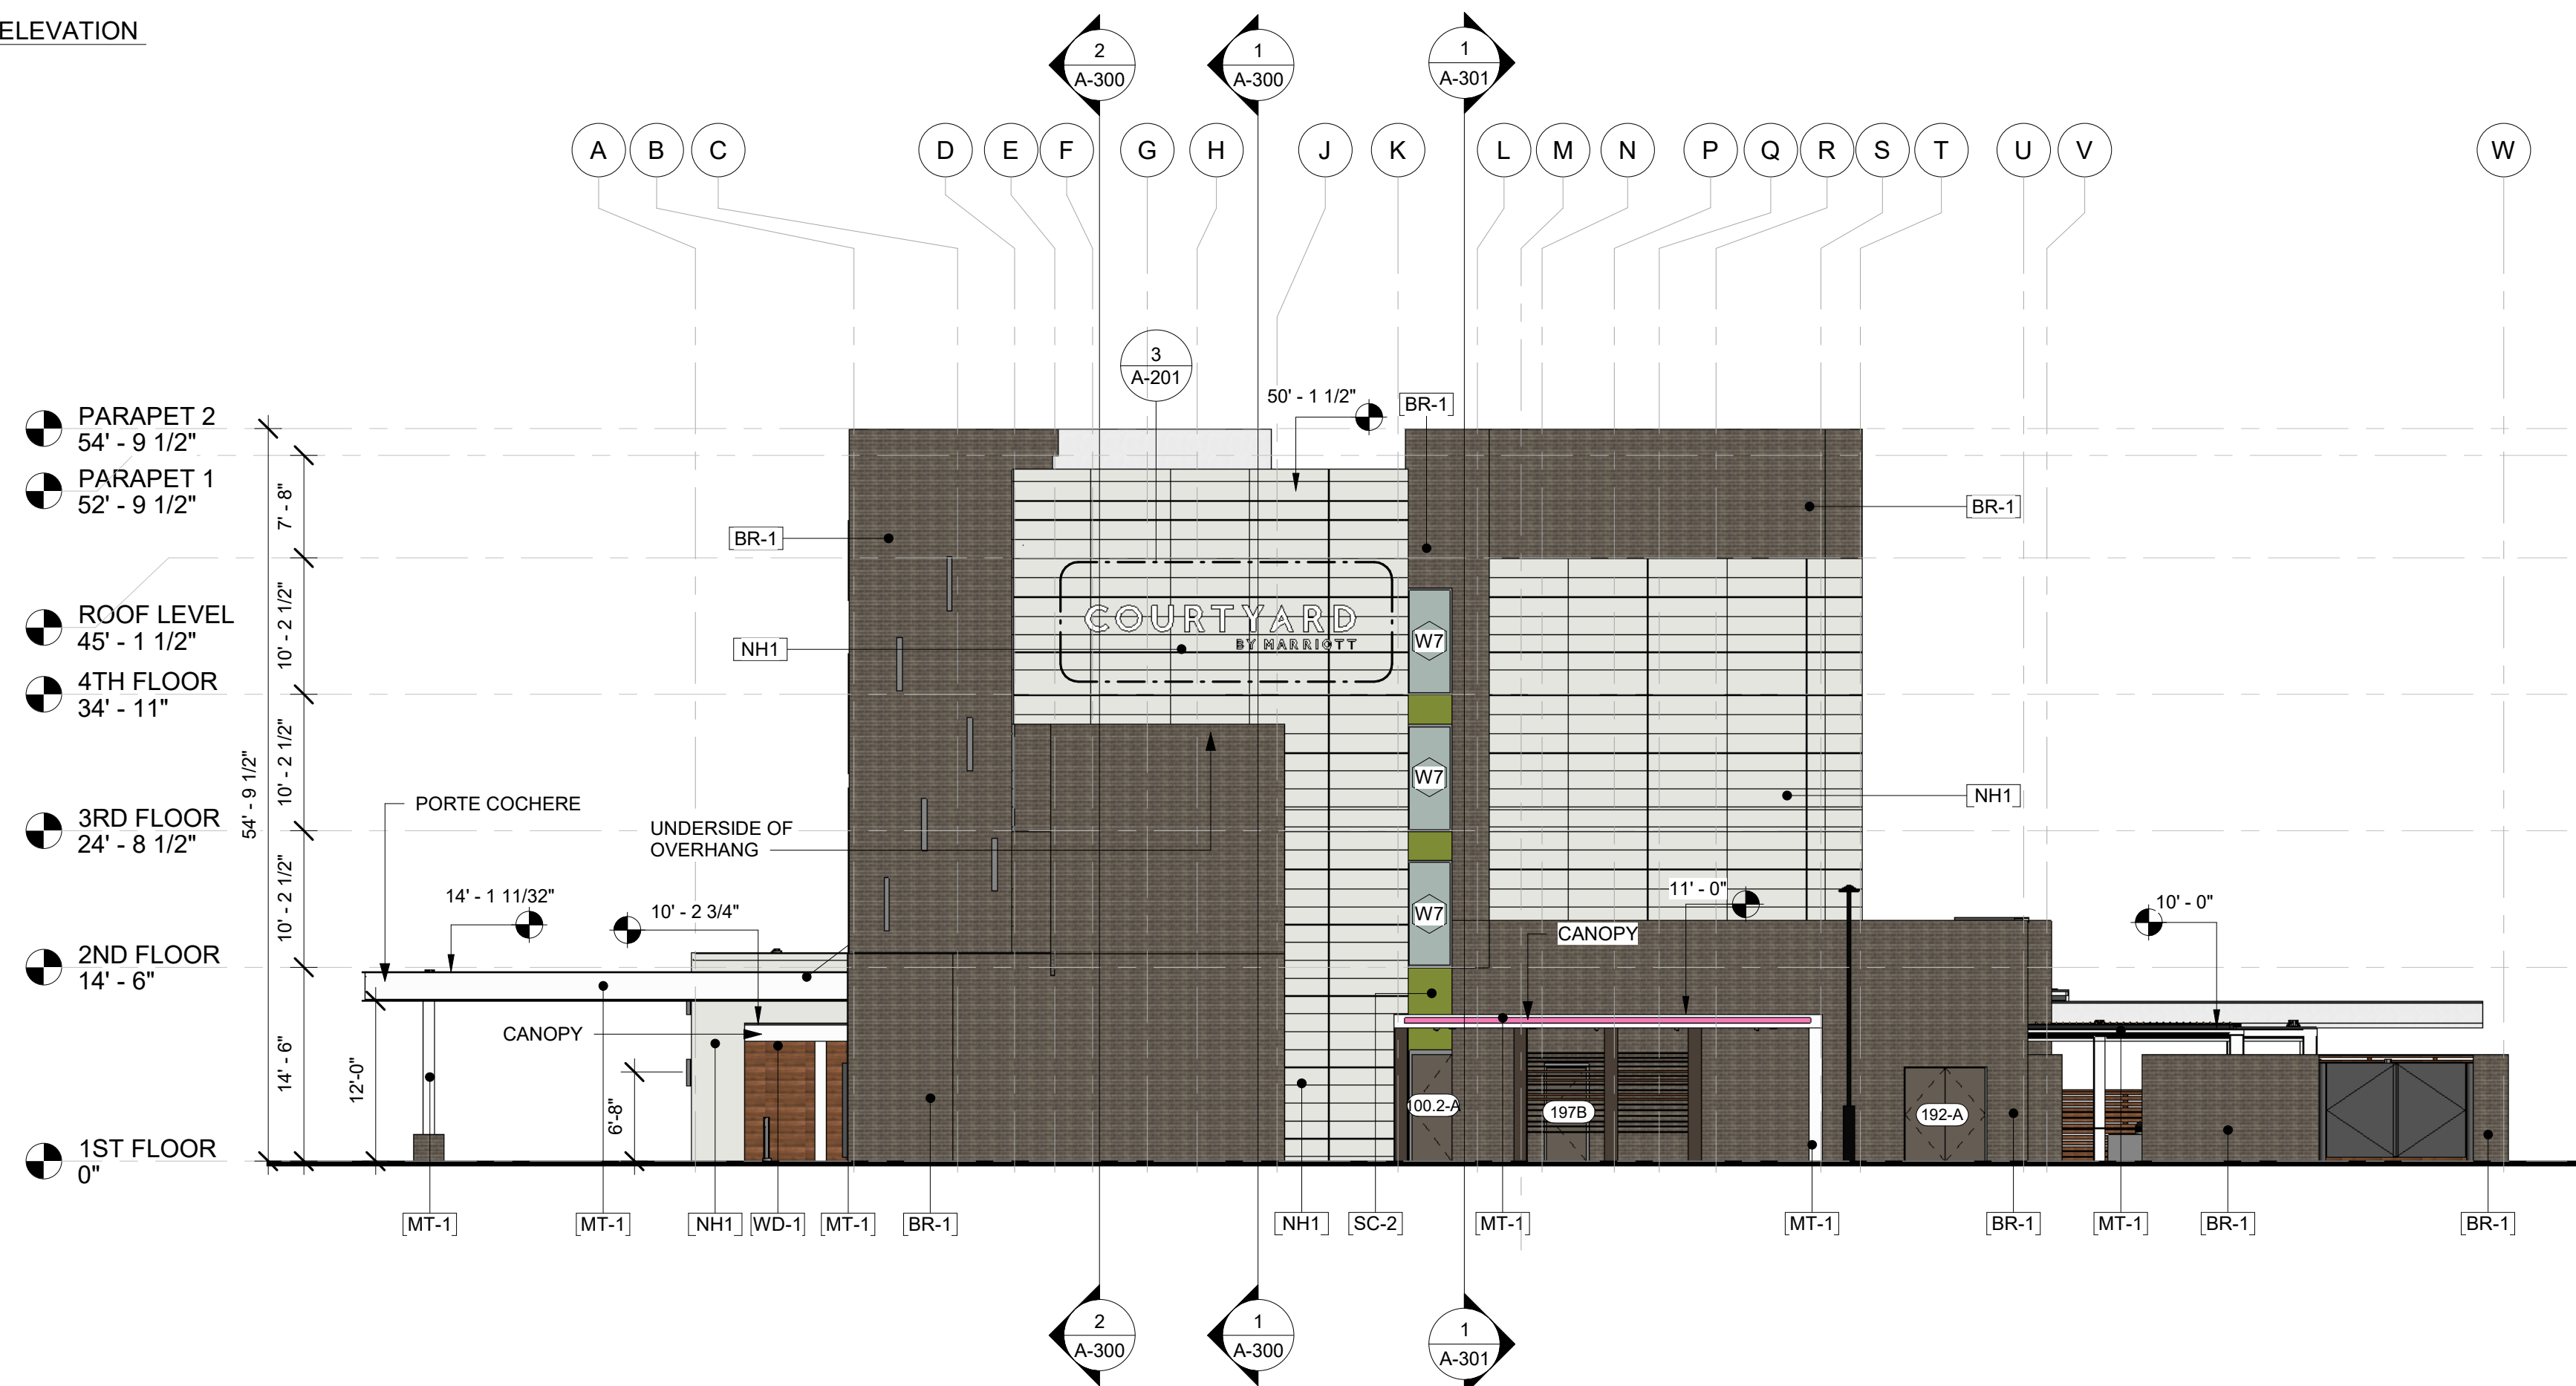 ELEVATION
2
A-300
1
A-300
1
A-301
A
B
C
D
E
F
G
H
J
K
L
M
N
P
Q
R
S
T
U
V
W
3
A-201
50' - 1 1/2"
BR-1
PARAPET 2
54' - 9 1/2"
PARAPET 1
52' - 9 1/2"
7' - 8"
BR-1
BR-1
ROOF LEVEL
45' - 1 1/2"
10' - 2 1/2"
COURTYARD
BY MARRIOTT
NH1
W7
4TH FLOOR
34' - 11"
10' - 2 1/2"
54' - 9 1/2"
W7
NH1
PORTE COCHERE
3RD FLOOR
24' - 8 1/2"
UNDERSIDE OF
OVERHANG
10' - 2 1/2"
14' - 1 11/32"
10' - 2 3/4"
W7
11' - 0"
10' - 0"
CANOPY
2ND FLOOR
14' - 6"
CANOPY
14' - 6"
12'-0"
6'-8"
100.2-A
197B
192-A
1ST FLOOR
0"
MT-1
MT-1
NH1
WD-1
MT-1
BR-1
NH1
SC-2
MT-1
MT-1
BR-1
MT-1
BR-1
BR-1
2
A-300
1
A-300
1
A-301